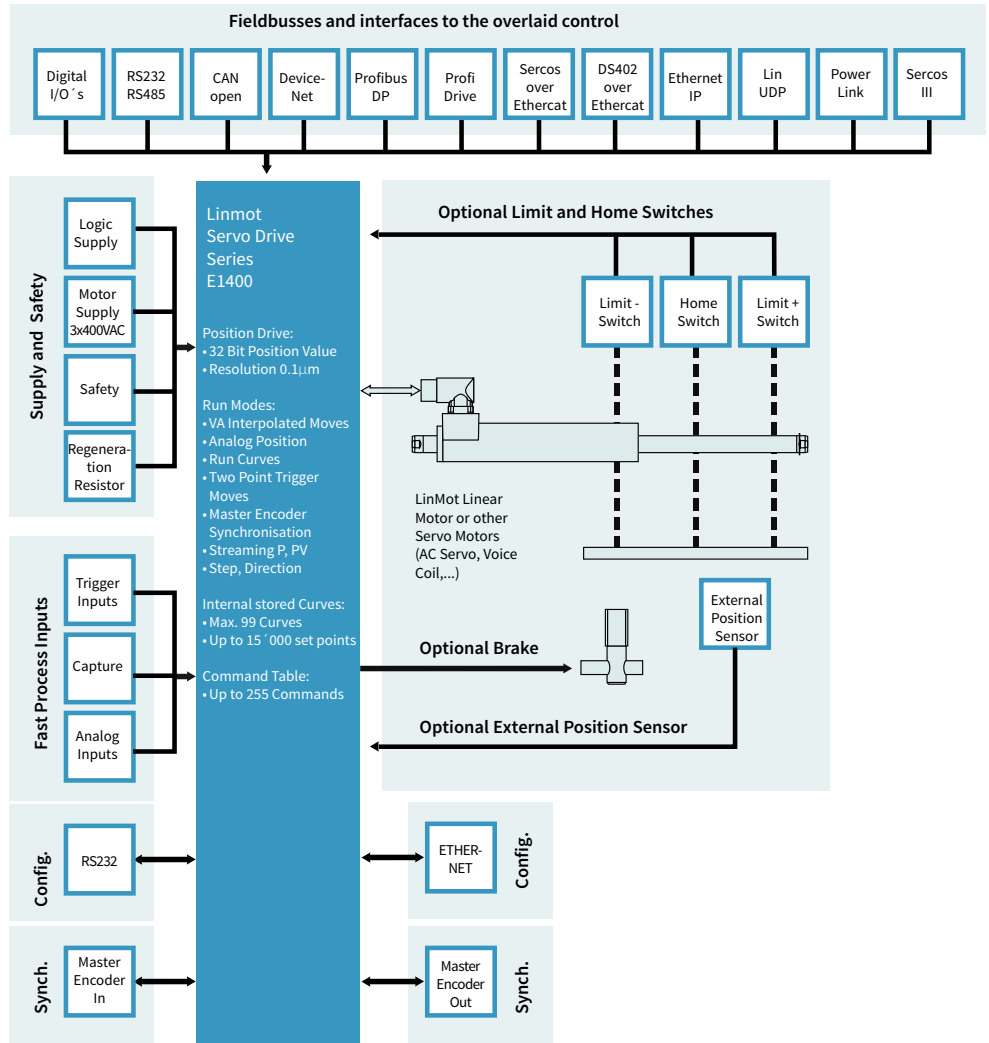 Fieldbusses and interfaces to the overlaid control
Digital
I/O´s
RS232
RS485
CAN
open
Device-
Net
Profibus
DP
Profi
Drive
Sercos
over
Ethercat
DS402
over
Ethercat
Ethernet
IP
Lin
UDP
Power
Link
Sercos
III
Supply and Safety
Logic
Supply
Motor
Supply
3x400VAC
Safety
Regenera-
tion
Resistor
Linmot
Servo Drive
Series
E1400
Position Drive:
• 32 Bit Position Value
• Resolution 0.1µm
Run Modes:
• VA Interpolated Moves
• Analog Position
• Run Curves
• Two Point Trigger
Moves
• Master Encoder
Synchronisation
• Streaming P, PV
• Step, Direction
Internal stored Curves:
• Max. 99 Curves
• Up to 15´000 set points
Command Table:
• Up to 255 Commands
Optional Limit and Home Switches
Limit -
Switch
Home
Switch
Limit +
Switch
LinMot Linear
Motor or other
Servo Motors
(AC Servo, Voice
Coil,...)
External
Position
Sensor
Optional Brake
Optional External Position Sensor
Fast Process Inputs
Trigger
Inputs
Capture
Analog
Inputs
Config.
RS232
ETHER-
NET
Config.
Synch.
Master
Encoder
In
Master
Encoder
Out
Synch.